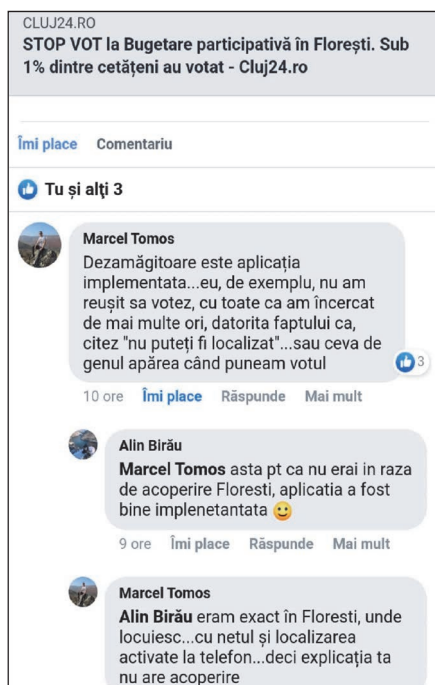 CLUJ24.RO
STOP VOT la Bugetare participativă în Florești. Sub
1% dintre cetățeni au votat - Cluj24.ro
Îmi place Comentariu
Tu și alți 3
Marcel Tomos
Dezamăgitoare este aplicația
implementata...eu, de exemplu, nu am
reușit sa votez, cu toate ca am încercat
de mai multe ori, datorita faptului ca,
citez "nu puteți fi localizat"...sau ceva de
genul apărea când puneam votul
3
10 ore Îmi place Răspunde Mai mult
Alin Birău
Marcel Tomos asta pt ca nu erai in raza
de acoperire Floresti, aplicatia a fost
bine implenetantata 🙂
9 ore Îmi place Răspunde Mai mult
Marcel Tomos
Alin Birău eram exact în Floresti, unde
locuiesc...cu netul și localizarea
activate la telefon...deci explicația ta
nu are acoperire